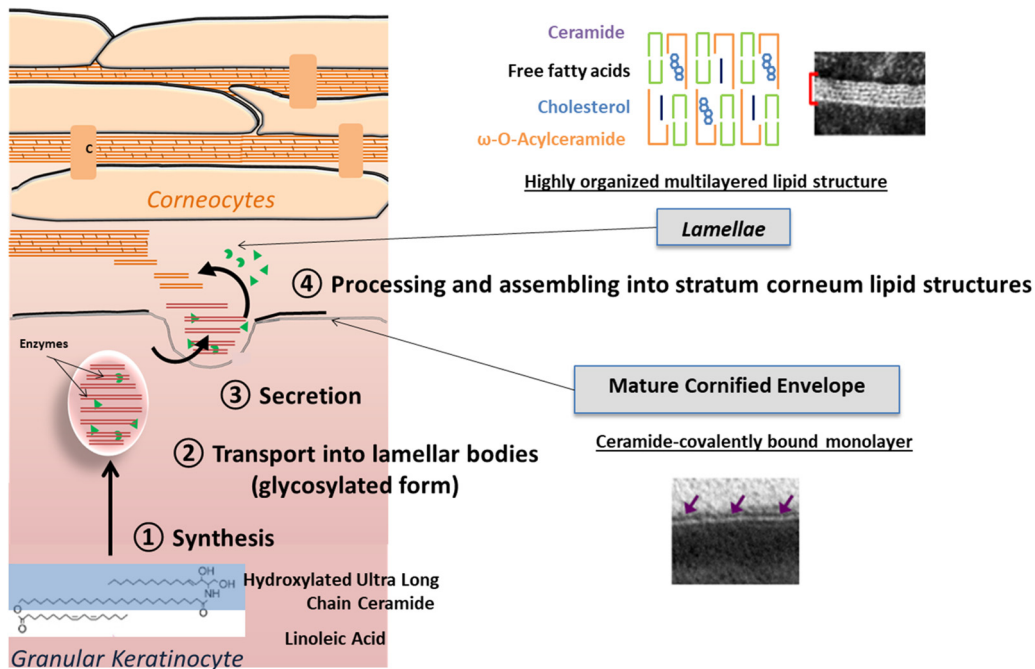 Ceramide
Free fatty acids
Cholesterol
ω-O-Acylceramide
Highly organized multilayered lipid structure
C
Corneocytes
Lamellae
④ Processing and assembling into stratum corneum lipid structures
Enzymes
③ Secretion
Mature Cornified Envelope
Ceramide-covalently bound monolayer
② Transport into lamellar bodies
(glycosylated form)
① Synthesis
OH
OH
NH
O
O
O
Hydroxylated Ultra Long
Chain Ceramide
Linoleic Acid
Granular Keratinocyte